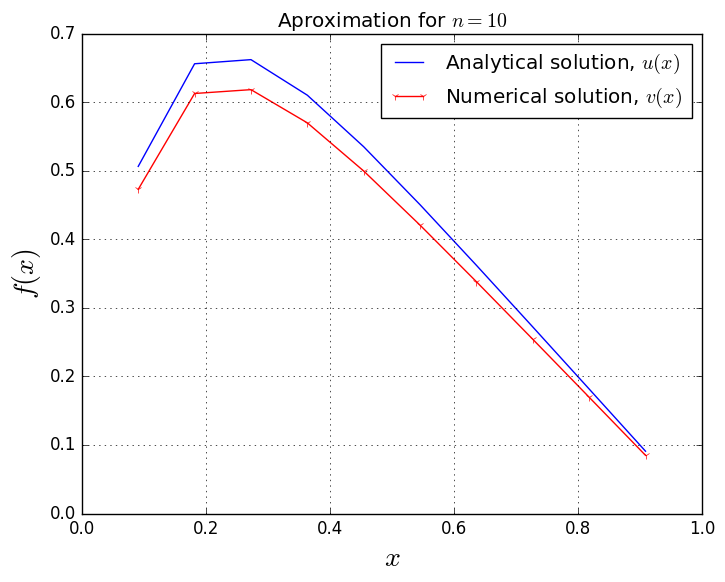 Aproximation for n = 10
0.7
0.6
0.5
0.4
0.3
0.2
0.1
0.0
f(x)
Analytical solution, u(x)
Numerical solution, v(x)
0.0 0.2 0.4 0.6 0.8 1.0
x